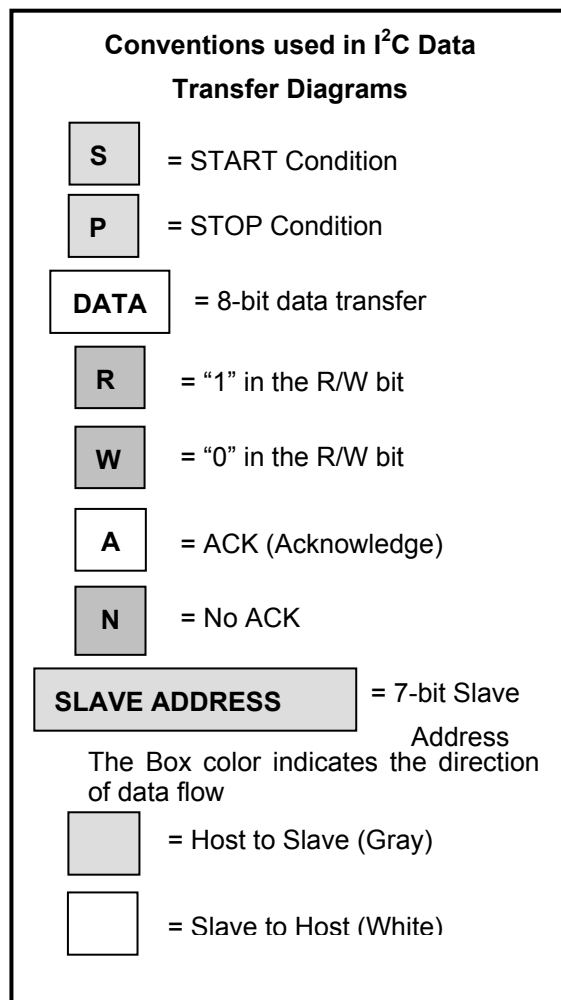 Conventions used in I²C Data
Transfer Diagrams
S = START Condition
P = STOP Condition
DATA = 8-bit data transfer
R = “1” in the R/W bit
W = “0” in the R/W bit
A = ACK (Acknowledge)
N = No ACK
SLAVE ADDRESS = 7-bit Slave
Address
The Box color indicates the direction
of data flow
= Host to Slave (Gray)
= Slave to Host (White)